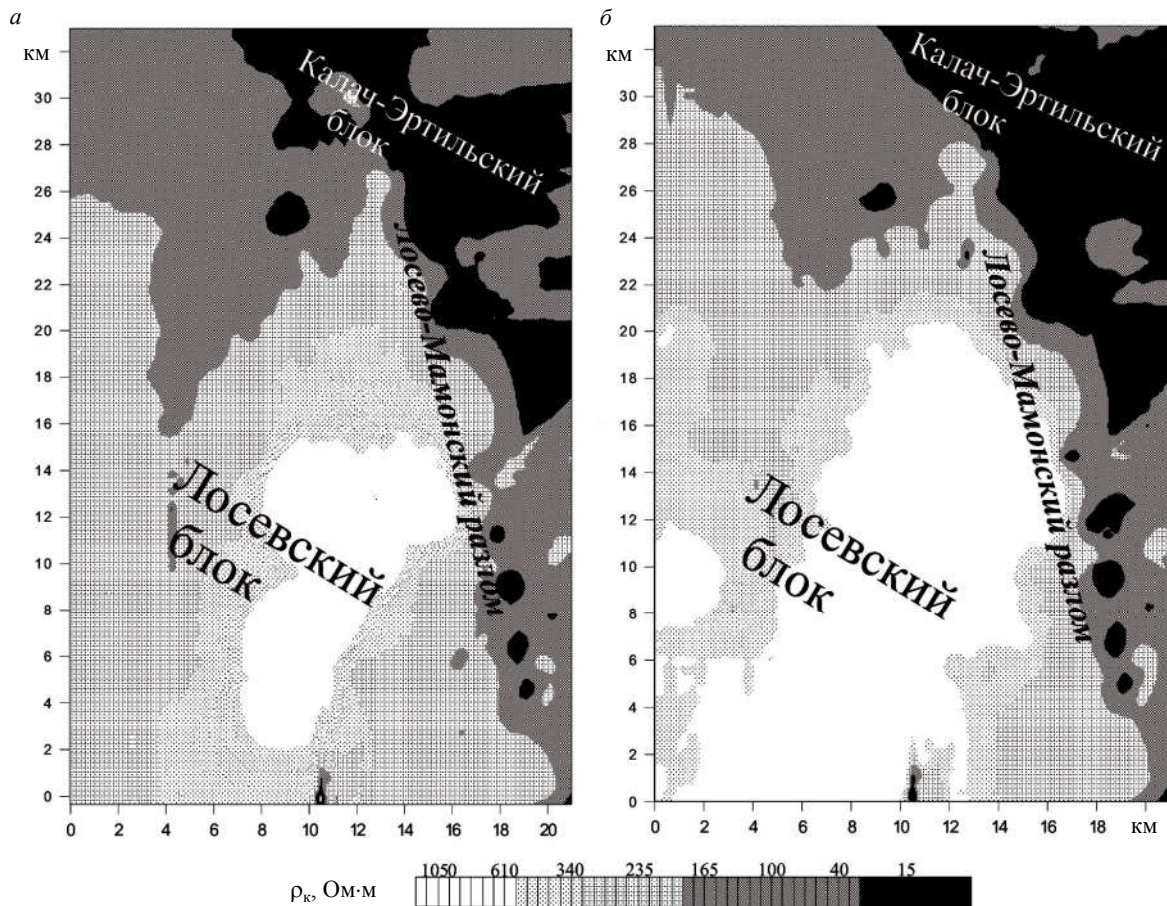 а
км
30
28
26
24
22
20
18
16
14
12
10
8
6
4
2
0
0 2 4 6 8 10 12 14 16 18 20
Калач-Эртильский
блок
Лосево-Мамонский разлом
Лосевский
блок
б
км
30
28
26
24
22
20
18
16
14
12
10
8
6
4
2
0
0 2 4 6 8 10 12 14 16 18 км
Калач-Эртильский
блок
Лосево-Мамонский разлом
Лосевский
блок
ρк, Ом·м
1050 610 340 235 165 100 40 15